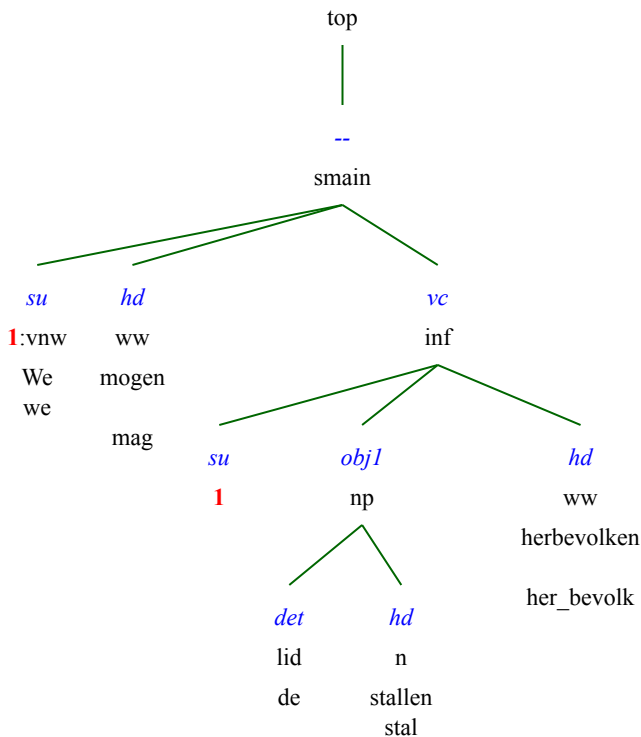 top
--
smain
su hd vc
1:vnw ww inf
We mogen
we
mag
su obj1 hd
1 np ww
herbevolken
her_bevolk
det hd
lid n
de stallen
stal